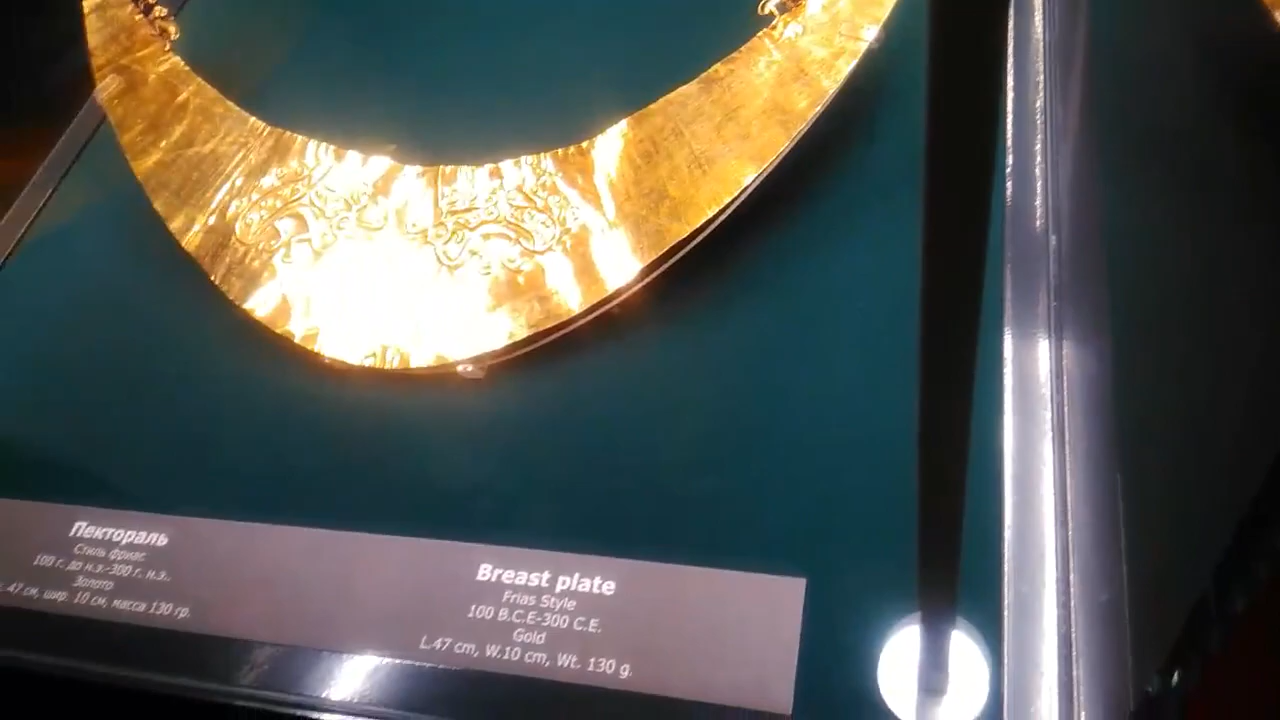 Пектораль
Стиль фриас
100 г. до н.э.-300 г. н.э.
Золото
47 см, шир. 10 см, масса 130 гр.
Breast plate
Frias Style
100 B.C.E-300 C.E.
Gold
L.47 cm, W.10 cm, Wt. 130 g.